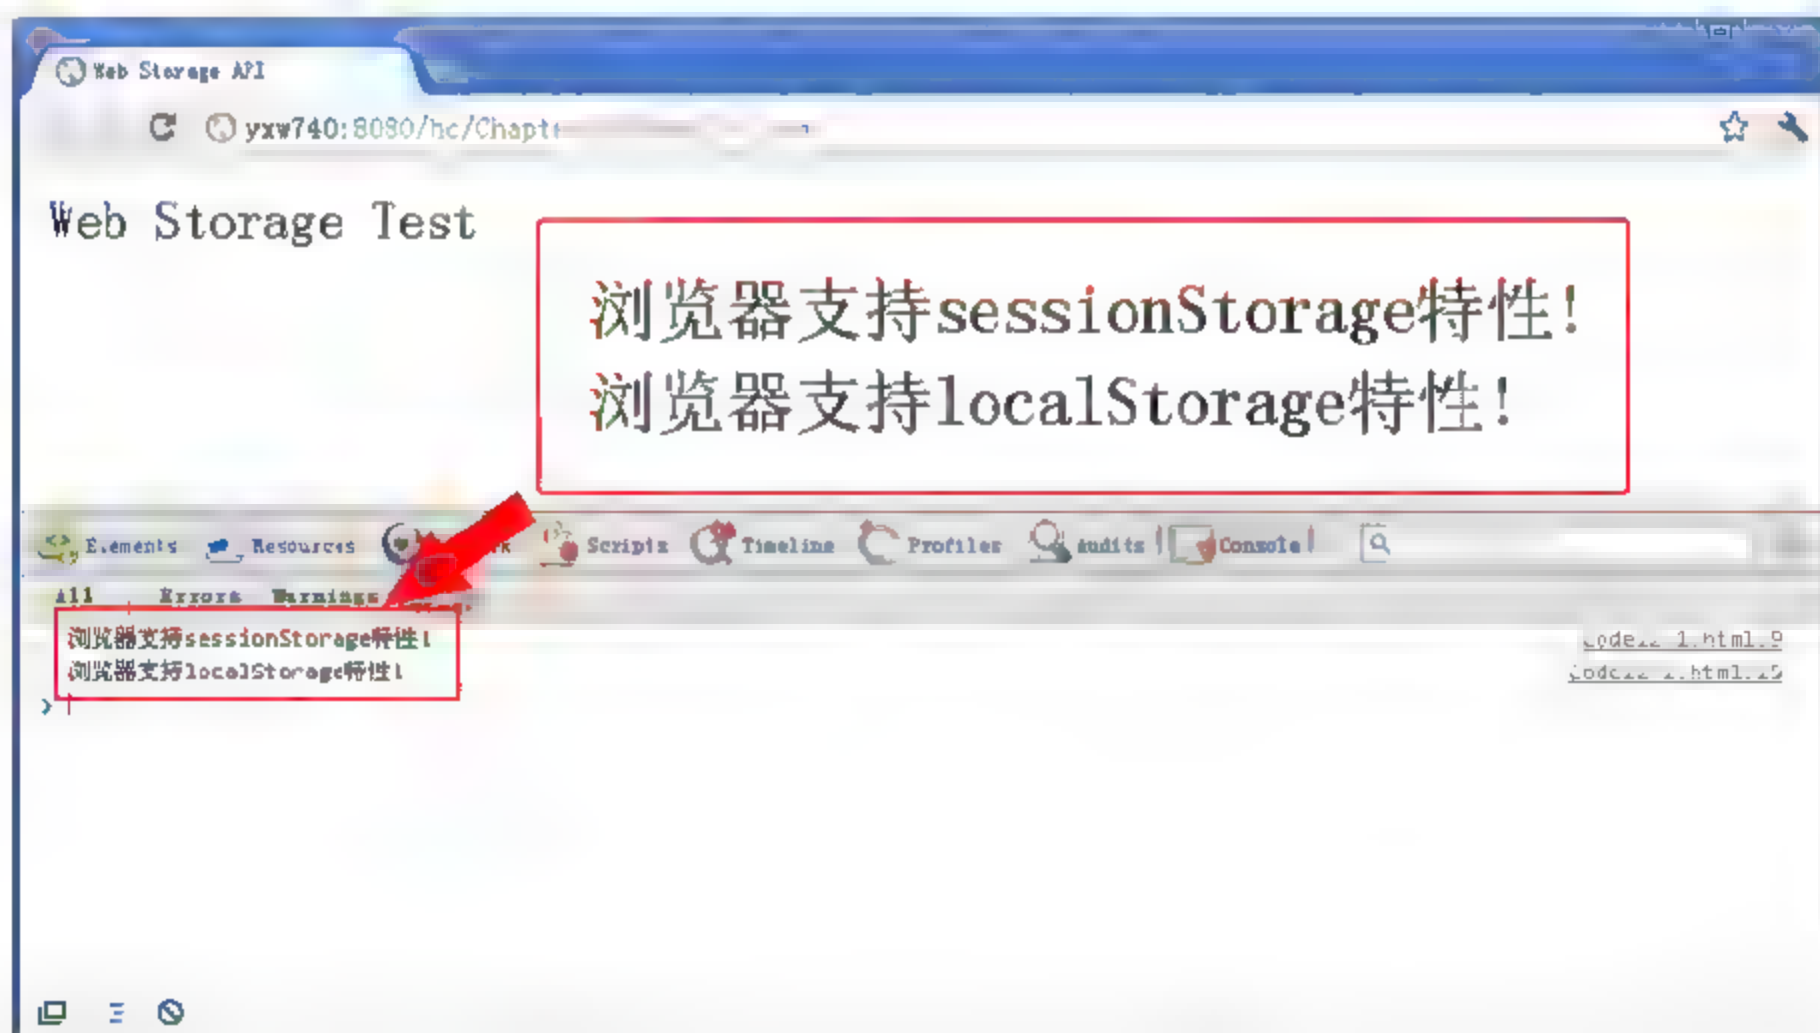 Web Storage API
yxw740:8080/hc/Chapt
Web Storage Test
浏览器支持sessionStorage特性!
浏览器支持localStorage特性!
Elements Resources Scripts Timeline Profiles Audits Console
All Errors Warnings
浏览器支持sessionStorage特性!
浏览器支持localStorage特性!